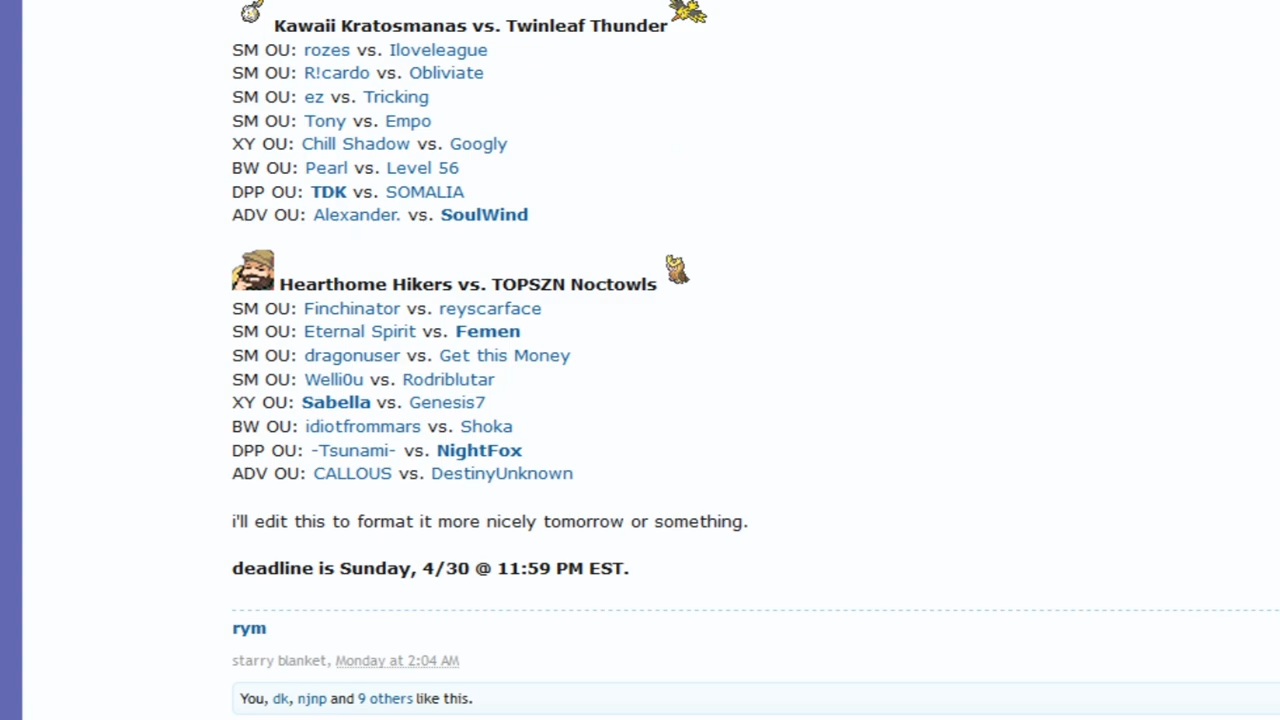 Kawaii Kratosmanas vs. Twinleaf Thunder
SM OU: rozes vs. Iloveleague
SM OU: R!cardo vs. Obliviate
SM OU: ez vs. Tricking
SM OU: Tony vs. Empo
XY OU: Chill Shadow vs. Googly
BW OU: Pearl vs. Level 56
DPP OU: TDK vs. SOMALIA
ADV OU: Alexander. vs. SoulWind
Hearthome Hikers vs. TOPSZN Noctowls
SM OU: Finchinator vs. reyscarface
SM OU: Eternal Spirit vs. Femen
SM OU: dragonuser vs. Get this Money
SM OU: Welli0u vs. Rodriblutar
XY OU: Sabella vs. Genesis7
BW OU: idiotfrommars vs. Shoka
DPP OU: -Tsunami- vs. NightFox
ADV OU: CALLOUS vs. DestinyUnknown
i'll edit this to format it more nicely tomorrow or something.
deadline is Sunday, 4/30 @ 11:59 PM EST.
rym
starry blanket, Monday at 2:04 AM
You, dk, njnp and 9 others like this.